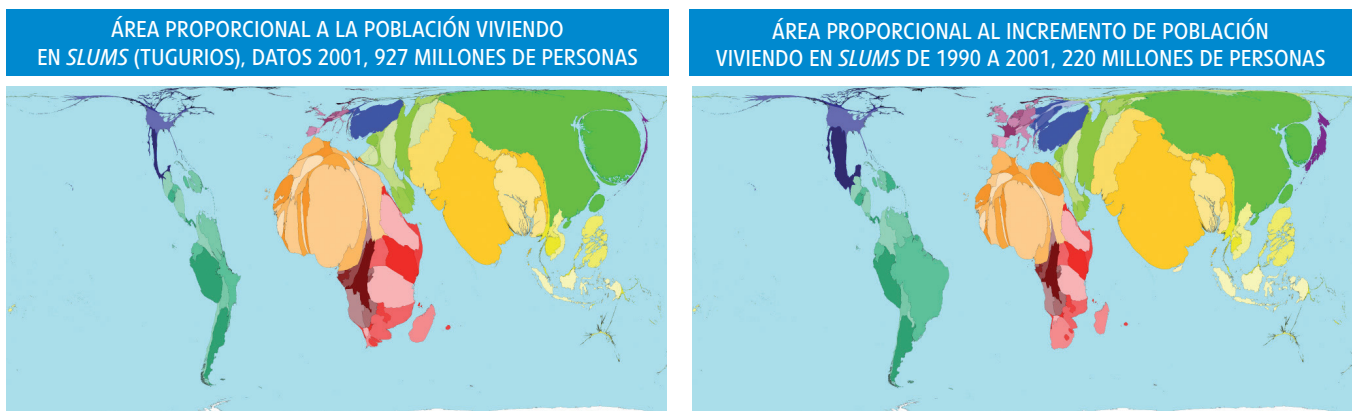 ÁREA PROPORCIONAL A LA POBLACIÓN VIVIENDO
EN SLUMS (TUGURIOS), DATOS 2001, 927 MILLONES DE PERSONAS
ÁREA PROPORCIONAL AL INCREMENTO DE POBLACIÓN
VIVIENDO EN SLUMS DE 1990 A 2001, 220 MILLONES DE PERSONAS